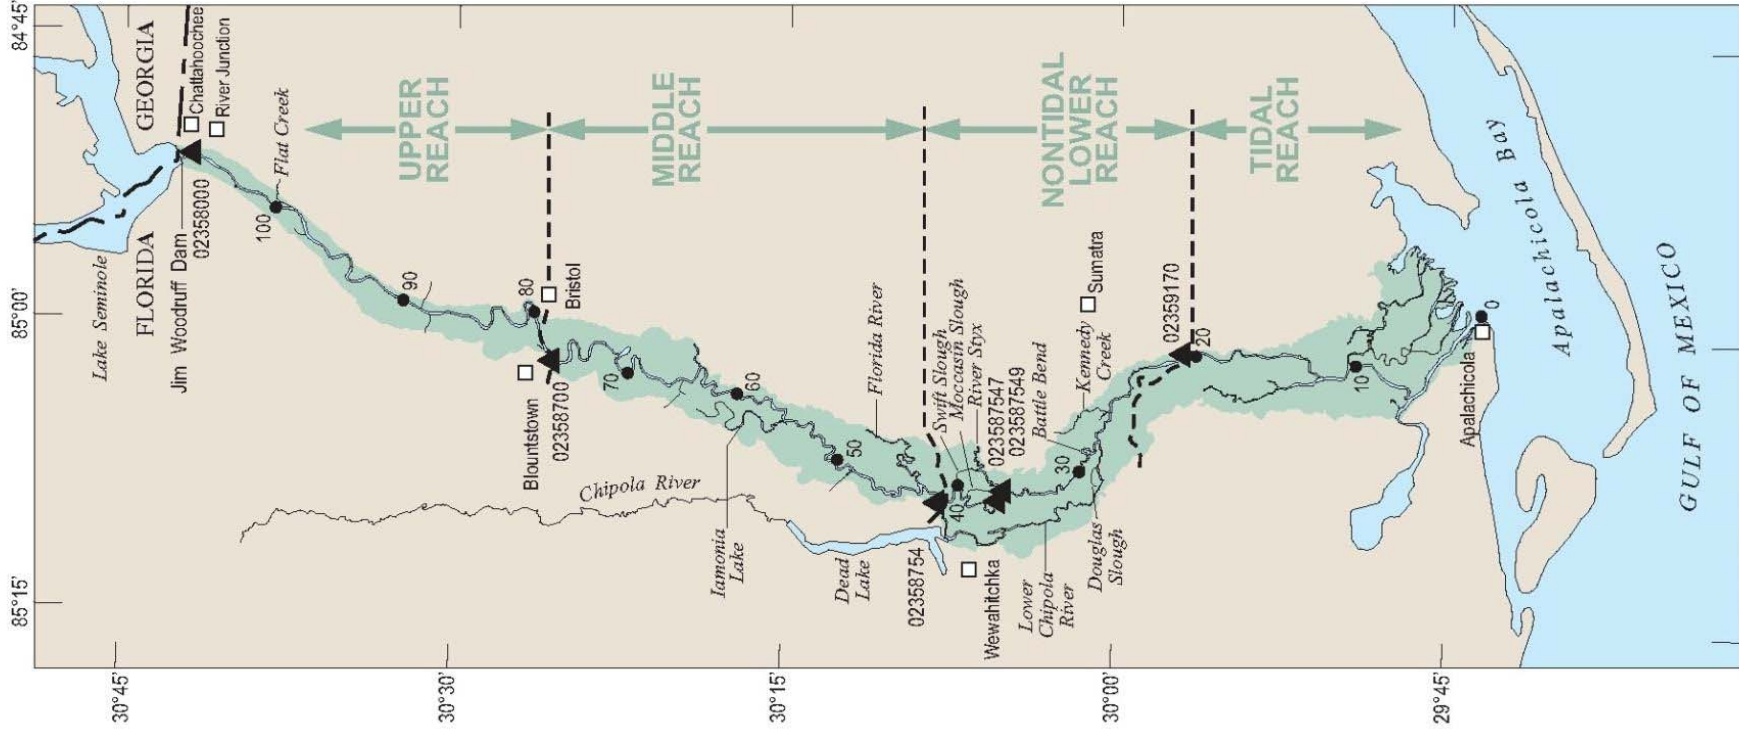 84°45'
85°00'
85°15'
30°45'
30°30'
30°15'
30°00'
29°45'
GEORGIA
FLORIDA
Lake Seminole
Chattahoochee
River Junction
Jim Woodruff Dam
02358000
Flat Creek
100
90
80
70
60
50
40
30
20
10
0
UPPER
REACH
MIDDLE
REACH
NONTIDAL
LOWER
REACH
TIDAL
REACH
Bristol
Blountstown
02358700
Chipola River
Iamonia
Lake
Florida River
Dead
Lake
02358754
Wewahitchka
Swift Slough
Moccasin Slough
River Styx
023587547
023587549
Battle Bend
Kennedy
Creek
Sumatra
Lower
Chipola
River
Douglas
Slough
02359170
Apalachicola
Apalachicola Bay
GULF OF MEXICO